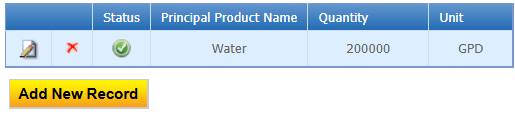 Status Principal Product Name Quantity Unit
Water 200000 GPD
Add New Record